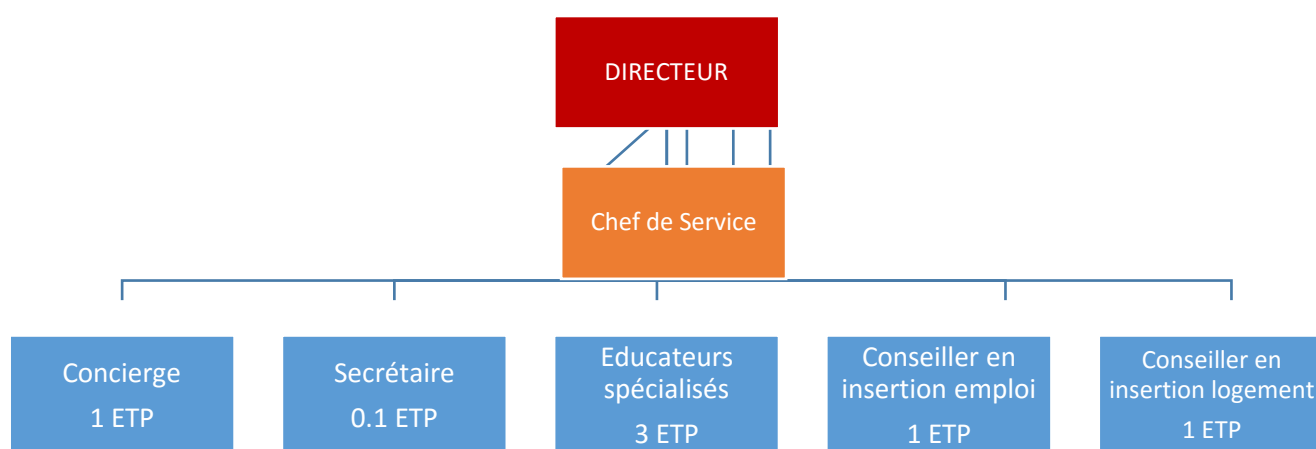 DIRECTEUR
Chef de Service
Concierge
1 ETP
Secrétaire
0.1 ETP
Educateurs
spécialisés
3 ETP
Conseiller en
insertion emploi
1 ETP
Conseiller en
insertion logement
1 ETP